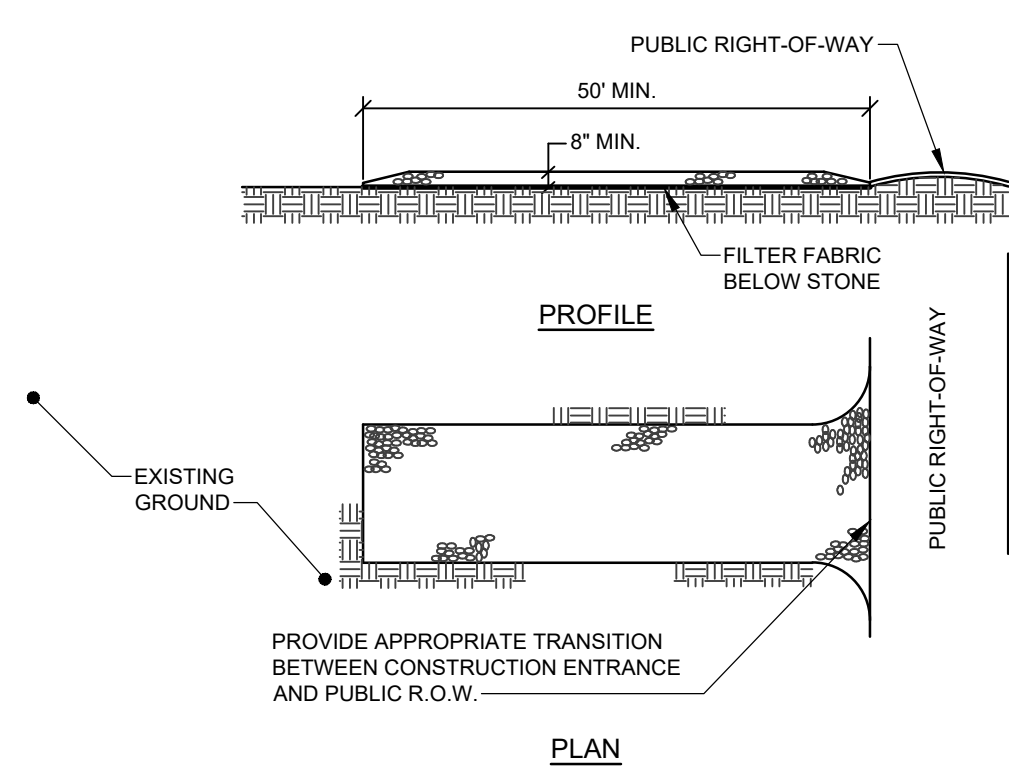 PUBLIC RIGHT-OF-WAY
50' MIN.
8" MIN.
FILTER FABRIC
BELOW STONE
PROFILE
PUBLIC RIGHT-OF-WAY
EXISTING
GROUND
PROVIDE APPROPRIATE TRANSITION
BETWEEN CONSTRUCTION ENTRANCE
AND PUBLIC R.O.W.
PLAN